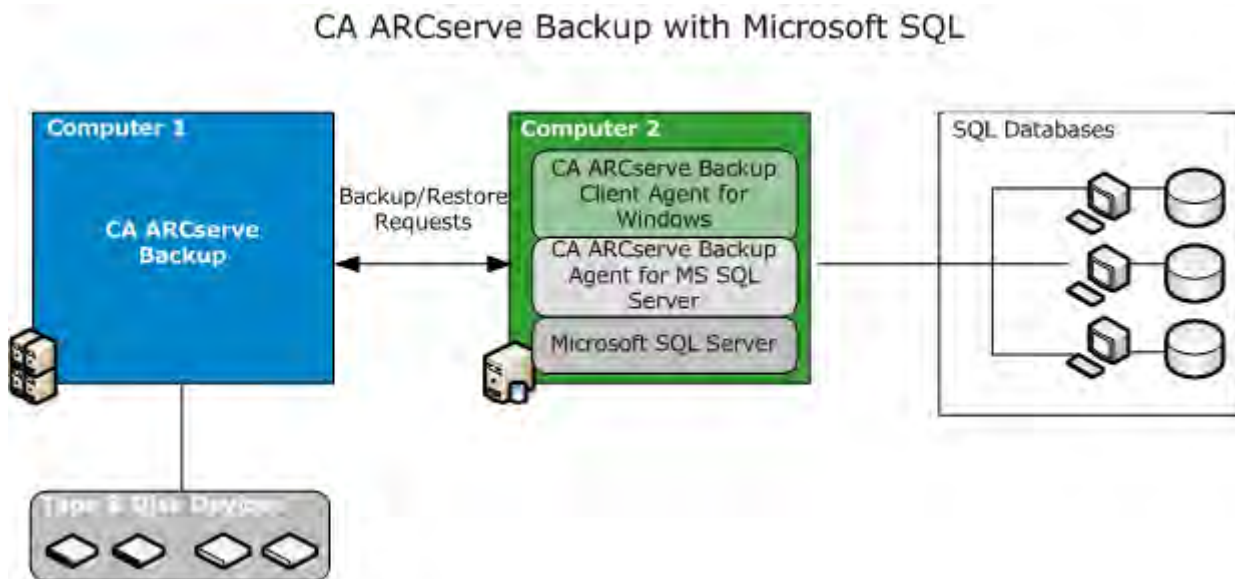 CA ARCserve Backup with Microsoft SQL
Computer 1
CA ARCserve
Backup
Backup/Restore
Requests
Computer 2
CA ARCserve Backup
Client Agent for
Windows
CA ARCserve Backup
Agent for MS SQL
Server
Microsoft SQL Server
SQL Databases
Tape & Disc Devices